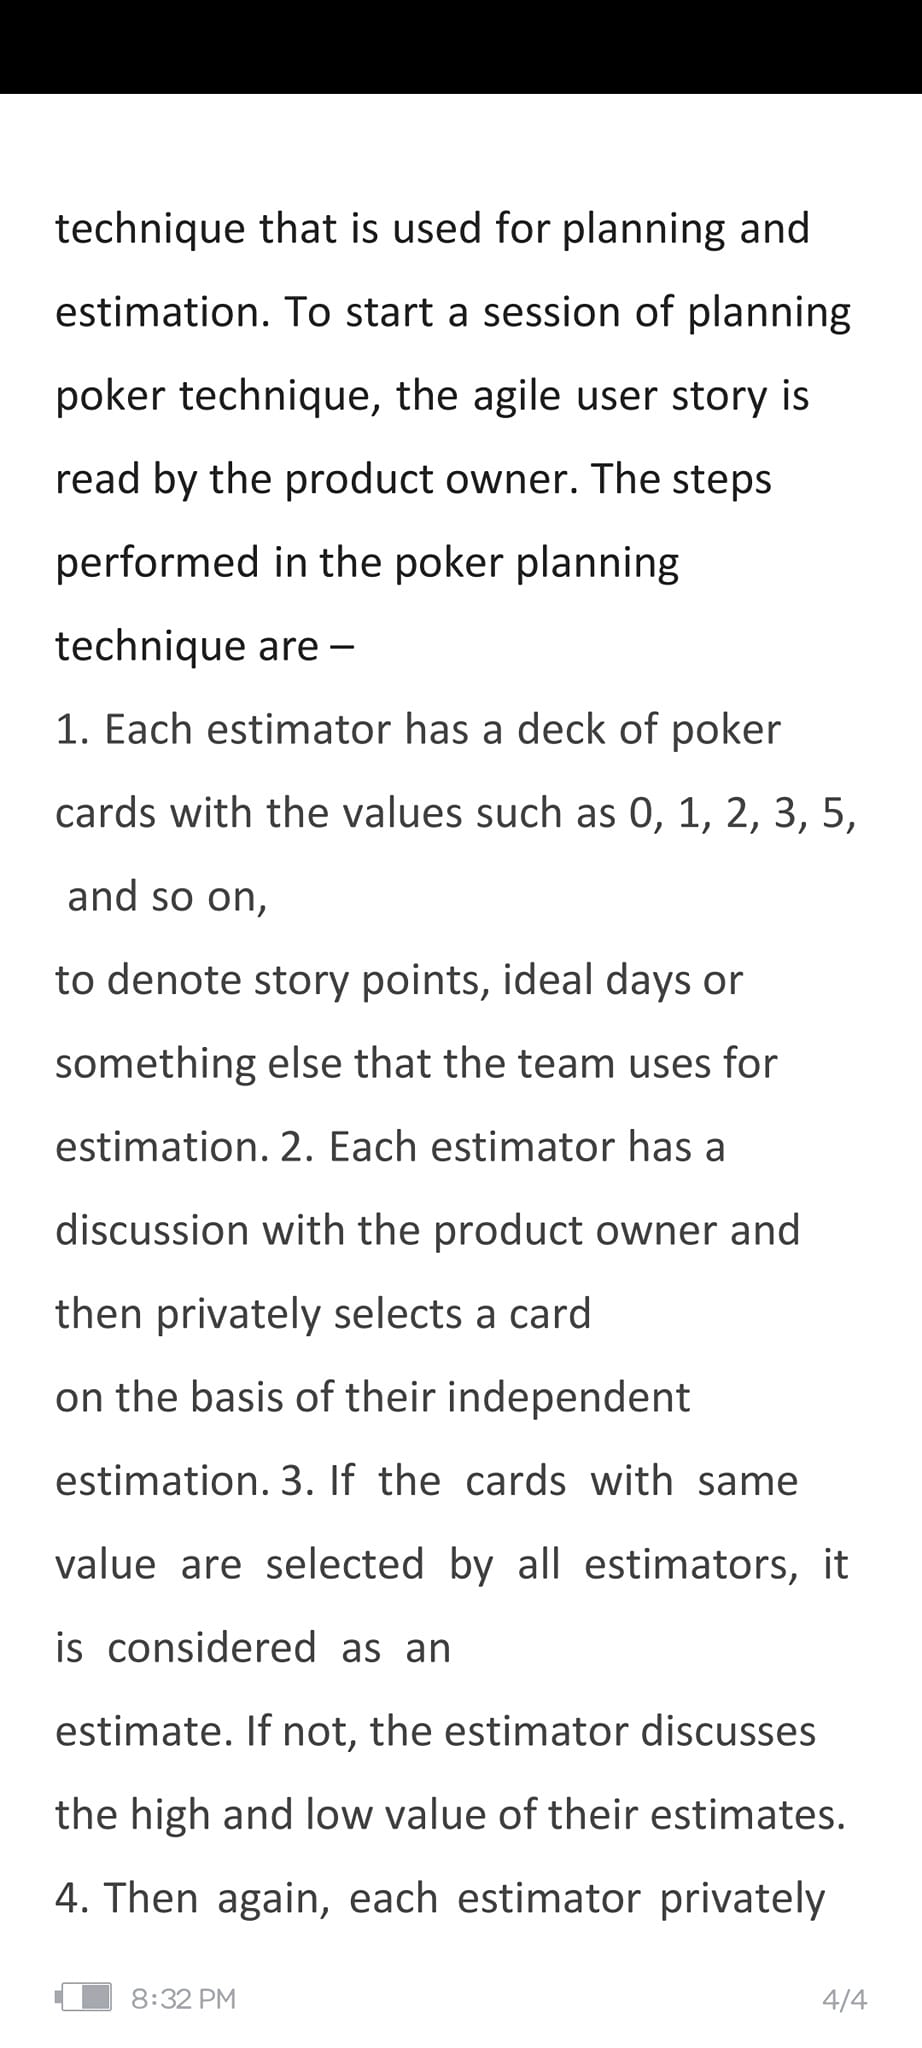 technique that is used for planning and
estimation. To start a session of planning
poker technique, the agile user story is
read by the product owner. The steps
performed in the poker planning
technique are –
1. Each estimator has a deck of poker
cards with the values such as 0, 1, 2, 3, 5,
and so on,
to denote story points, ideal days or
something else that the team uses for
estimation. 2. Each estimator has a
discussion with the product owner and
then privately selects a card
on the basis of their independent
estimation. 3. If the cards with same
value are selected by all estimators, it
is considered as an
estimate. If not, the estimator discusses
the high and low value of their estimates.
4. Then again, each estimator privately
8:32 PM
4/4